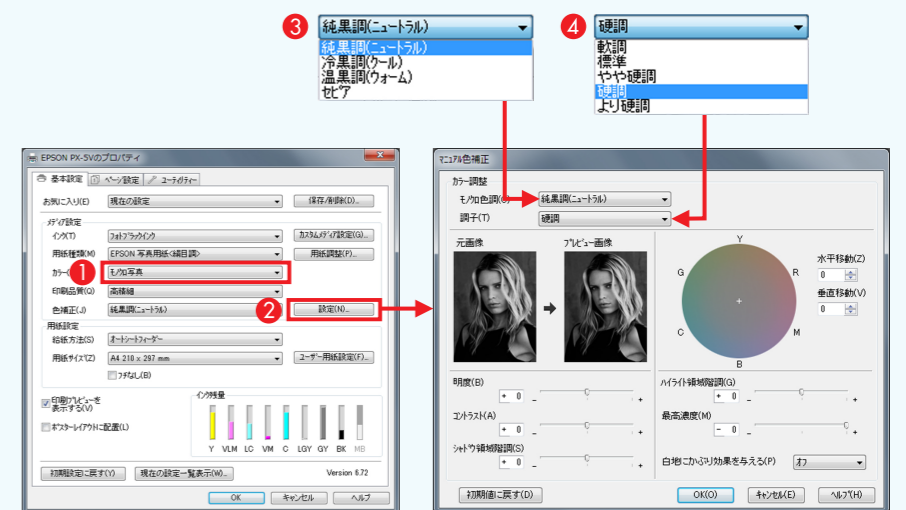 3
純黒調(ニュートラル)
純黒調(ニュートラル)
冷黒調(クール)
温黒調(ウォーム)
セピア
4
硬調
軟調
標準
やや硬調
硬調
より硬調
EPSON PX-5Vのプロパティ
基本設定
ページ設定
ユーティリティー
お気に入り(E)
現在の設定
保存/削除(D)...
メディア設定
インク(T)
フォトブラックインク
カスタムメディア設定(G)...
用紙種類(M)
EPSON 写真用紙<絹目調>
用紙調整(P)...
カラー(
1
モノクロ写真
印刷品質(Q)
高精細
色補正(J)
純黒調(ニュートラル)
2
設定(N)...
用紙設定
給紙方法(S)
オートシートフィーダー
用紙サイズ(Z)
A4 210 x 297 mm
ユーザー用紙設定(F)...
フチなし(B)
印刷プレビューを
表示する(V)
ポスターレイアウトに配置(L)
インク残量
Y VLM LC VM C LGY GY BK MB
初期設定に戻す(Y)
現在の設定一覧表示(W)...
Version 6.72
OK
キャンセル
ヘルプ
マニュアル色補正
カラー調整
モノクロ色調(C)
純黒調(ニュートラル)
調子(T)
硬調
元画像
プレビュー画像
Y
G
R
C
M
B
水平移動(Z)
0
垂直移動(V)
0
明度(B)
+ 0 - 0 +
コントラスト(A)
+ 0 - 0 +
シャドウ領域階調(S)
+ 0 - 0 +
ハイライト領域階調(G)
+ 0 - 0 +
最高濃度(M)
- 0 - 0 +
白地にかぶり効果を与える(P)
オフ
初期値に戻す(D)
OK(O)
キャンセル(E)
ヘルプ(H)